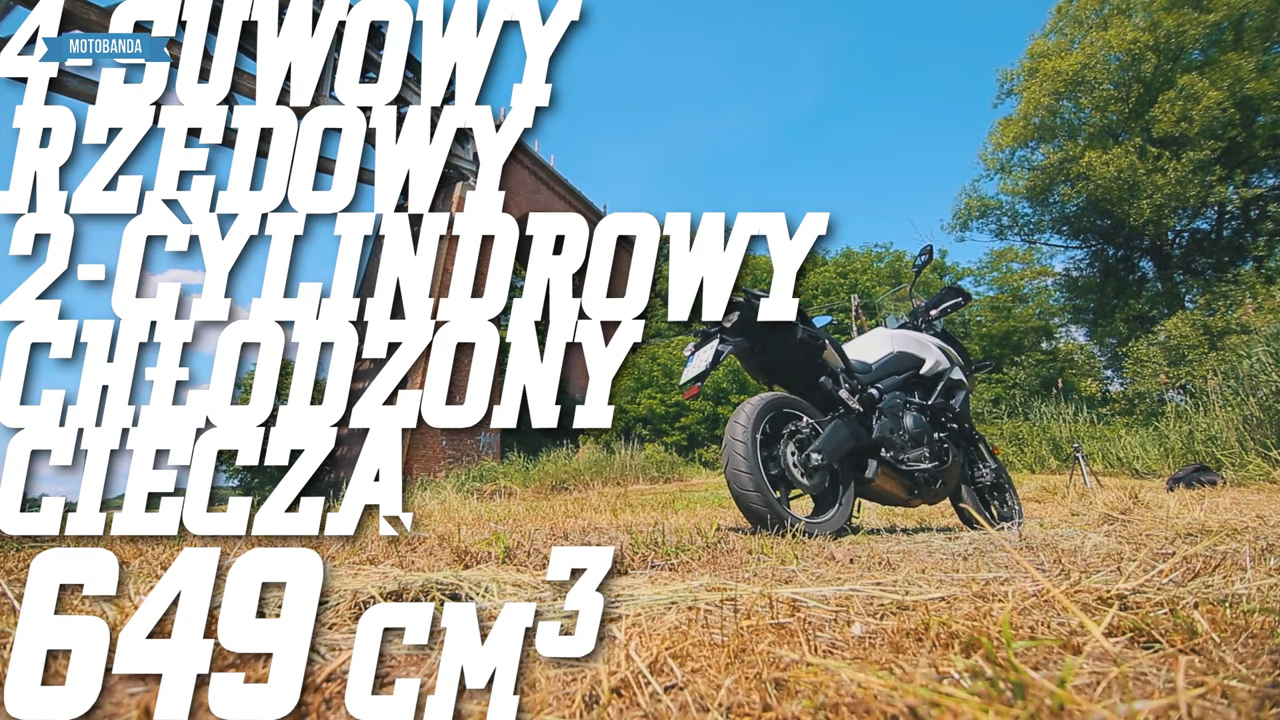 MOTOBANDA
4-SUWOWY
RZĘDOWY
2-CYLINDROWY
CHŁODZONY
CIECZĄ
649 CM³